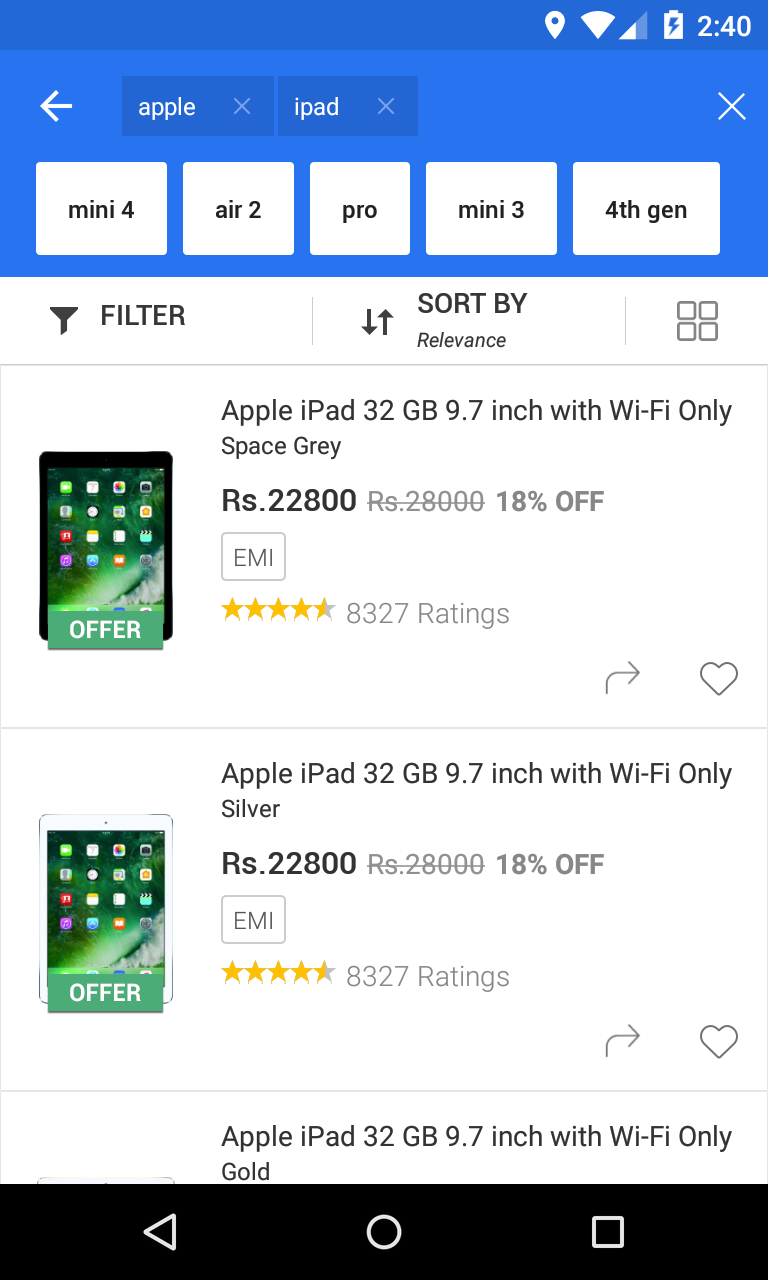 2:40
apple
ipad
mini 4
air 2
pro
mini 3
4th gen
FILTER
SORT BY
Relevance
Apple iPad 32 GB 9.7 inch with Wi-Fi Only
Space Grey
Rs.22800 Rs.28000 18% OFF
EMI
8327 Ratings
OFFER
Apple iPad 32 GB 9.7 inch with Wi-Fi Only
Silver
Rs.22800 Rs.28000 18% OFF
EMI
8327 Ratings
OFFER
Apple iPad 32 GB 9.7 inch with Wi-Fi Only
Gold